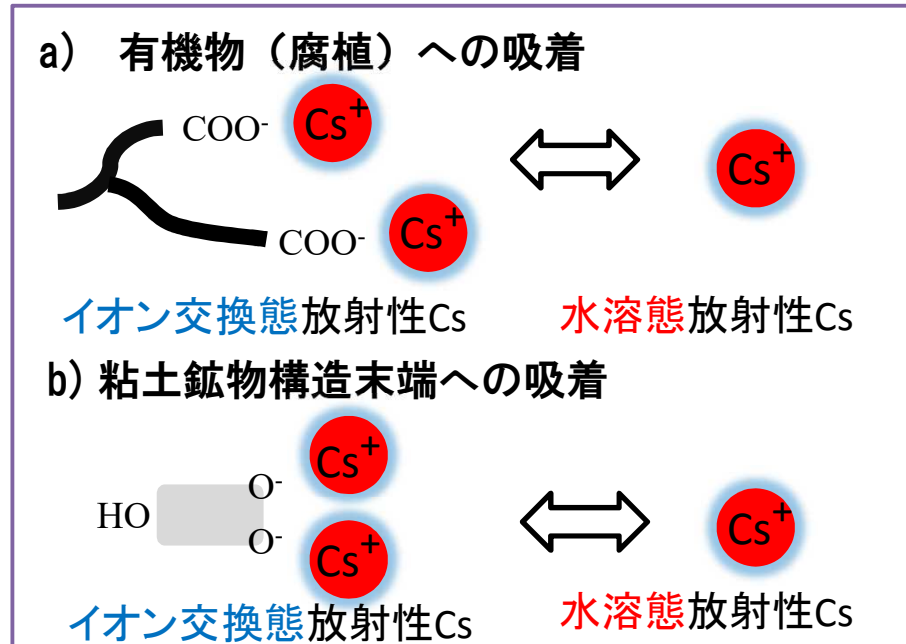 a) 有機物（腐植）への吸着
COO⁻ Cs⁺ Cs⁺
COO⁻ Cs⁺
イオン交換態放射性Cs 水溶態放射性Cs
b) 粘土鉱物構造末端への吸着
Cs⁺
O⁻
HO Cs⁺
O⁻ Cs⁺
イオン交換態放射性Cs 水溶態放射性Cs